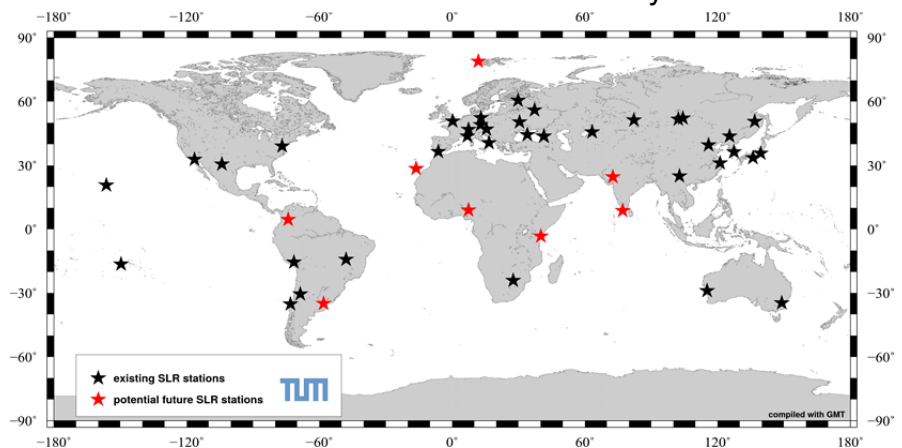 −180° −120° −60° 0° 60° 120° 180°
90° 90°
60° 60°
30° 30°
0° 0°
−30° −30°
−60° −60°
existing SLR stations
potential future SLR stations
TUM
compiled with GMT
−90° −90°
−180° −120° −60° 0° 60° 120° 180°